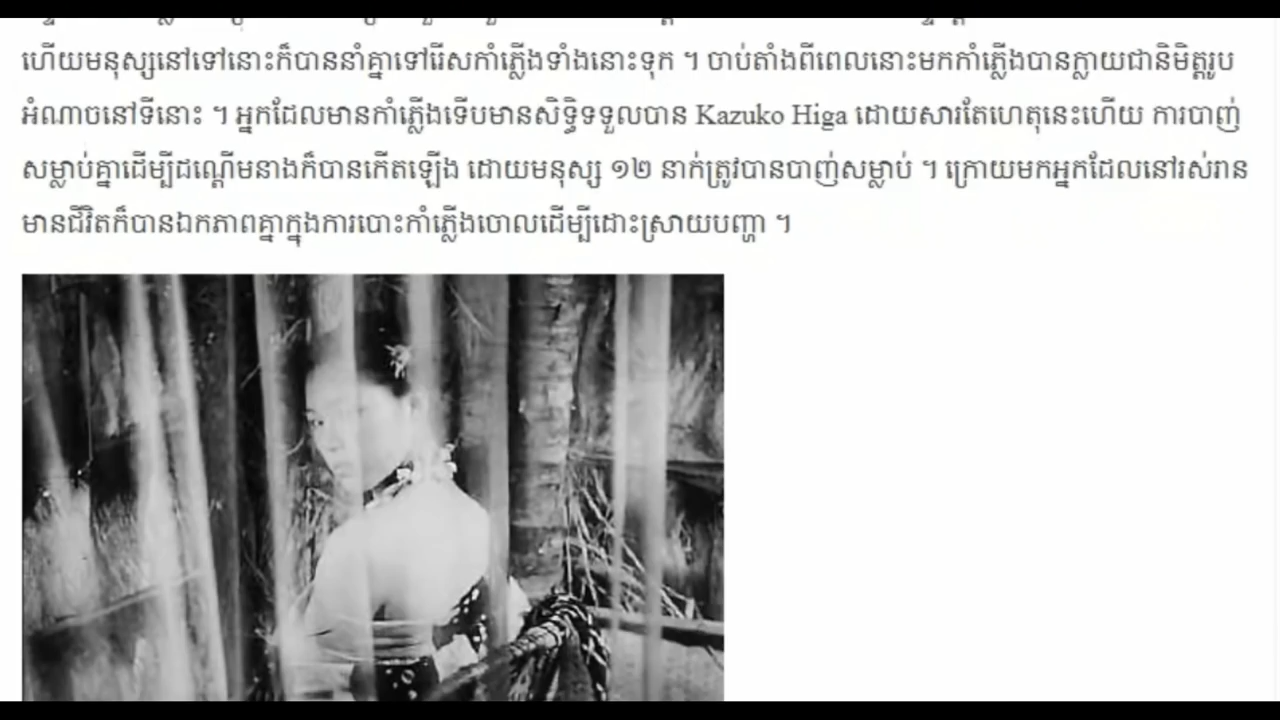 ហើយមនុស្សនៅទៅនោះក៏បាននាំគ្នាទៅរើសកាំភ្លើងទាំងនោះទុក ។ ចាប់តាំងពីពេលនោះមកកាំភ្លើងបានក្លាយជានិមិត្តរូប
អំណាចនៅទីនោះ ។ អ្នកដែលមានកាំភ្លើងទើបមានសិទ្ធិទទួលបាន Kazuko Higa ដោយសារតែហេតុនេះហើយ ការបាញ់
សម្លាប់គ្នាដើម្បីដណ្តើមនាងក៏បានកើតឡើង ដោយមនុស្ស ១២ នាក់ត្រូវបានបាញ់សម្លាប់ ។ ក្រោយមកអ្នកដែលនៅរស់រាន
មានជីវិតក៏បានឯកភាពគ្នាក្នុងការបោះកាំភ្លើងចោលដើម្បីដោះស្រាយបញ្ហា ។